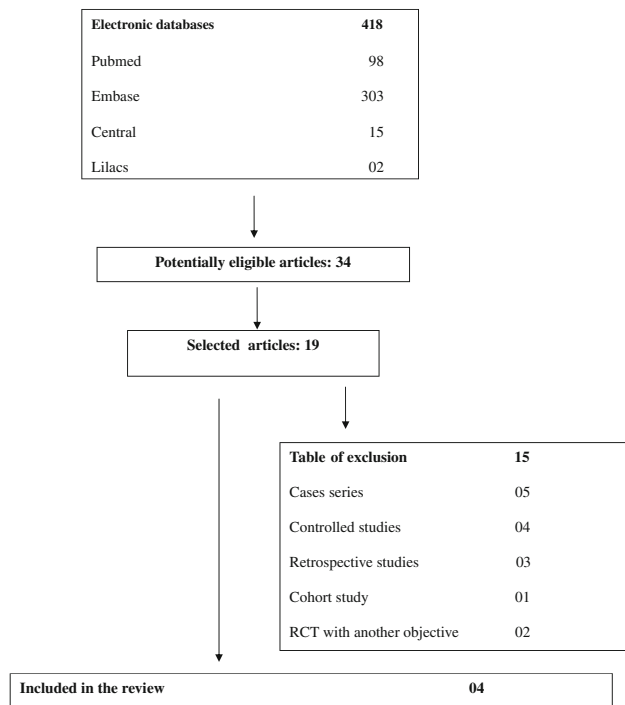 Electronic databases 418
Pubmed 98
Embase 303
Central 15
Lilacs 02
Potentially eligible articles: 34
Selected articles: 19
Table of exclusion 15
Cases series 05
Controlled studies 04
Retrospective studies 03
Cohort study 01
RCT with another objective 02
Included in the review 04